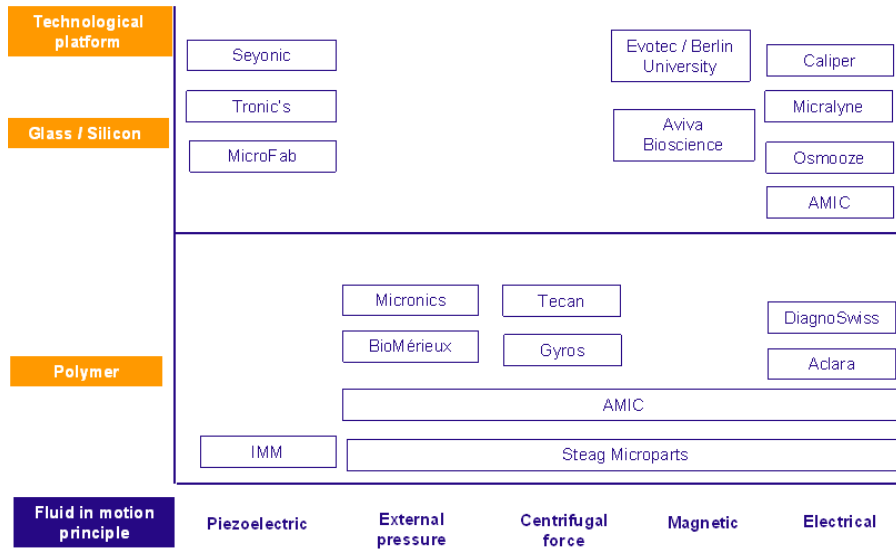 Technological
platform
Seyonic
Evotec / Berlin
University
Caliper
Tronic's
Micralyne
Glass / Silicon
Aviva
Bioscience
MicroFab
Osmooze
AMIC
Micronics
Tecan
DiagnoSwiss
BioMérieux
Gyros
Aclara
Polymer
AMIC
IMM
Steag Microparts
Fluid in motion
principle
Piezoelectric
External
pressure
Centrifugal
force
Magnetic
Electrical